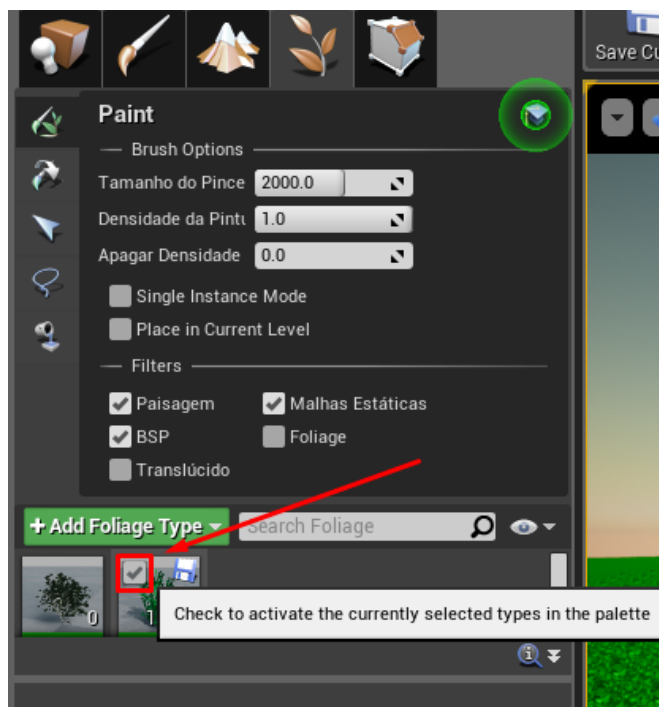 Save Cu
Paint
Brush Options
Tamanho do Pince 2000.0
Densidade da Pintu 1.0
Apagar Densidade 0.0
Single Instance Mode
Place in Current Level
Filters
Paisagem Malhas Estáticas
BSP Foliage
Translúcido
+ Add Foliage Type Search Foliage
0 1
Check to activate the currently selected types in the palette